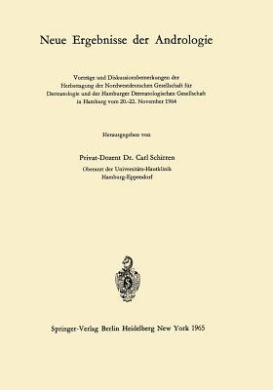 Neue Ergebnisse der Andrologie
Vorträge und Diskussionsbemerkungen der
Herbsttagung der Nordwestdeutschen Gesellschaft für
Dermatologie und der Hamburger Dermatologischen Gesellschaft
in Hamburg vom 20.–22. November 1964
Herausgegeben von
Privat-Dozent Dr. Carl Schirren
Oberarzt der Universitäts-Hautklinik
Hamburg-Eppendorf
Springer-Verlag Berlin Heidelberg New York 1965